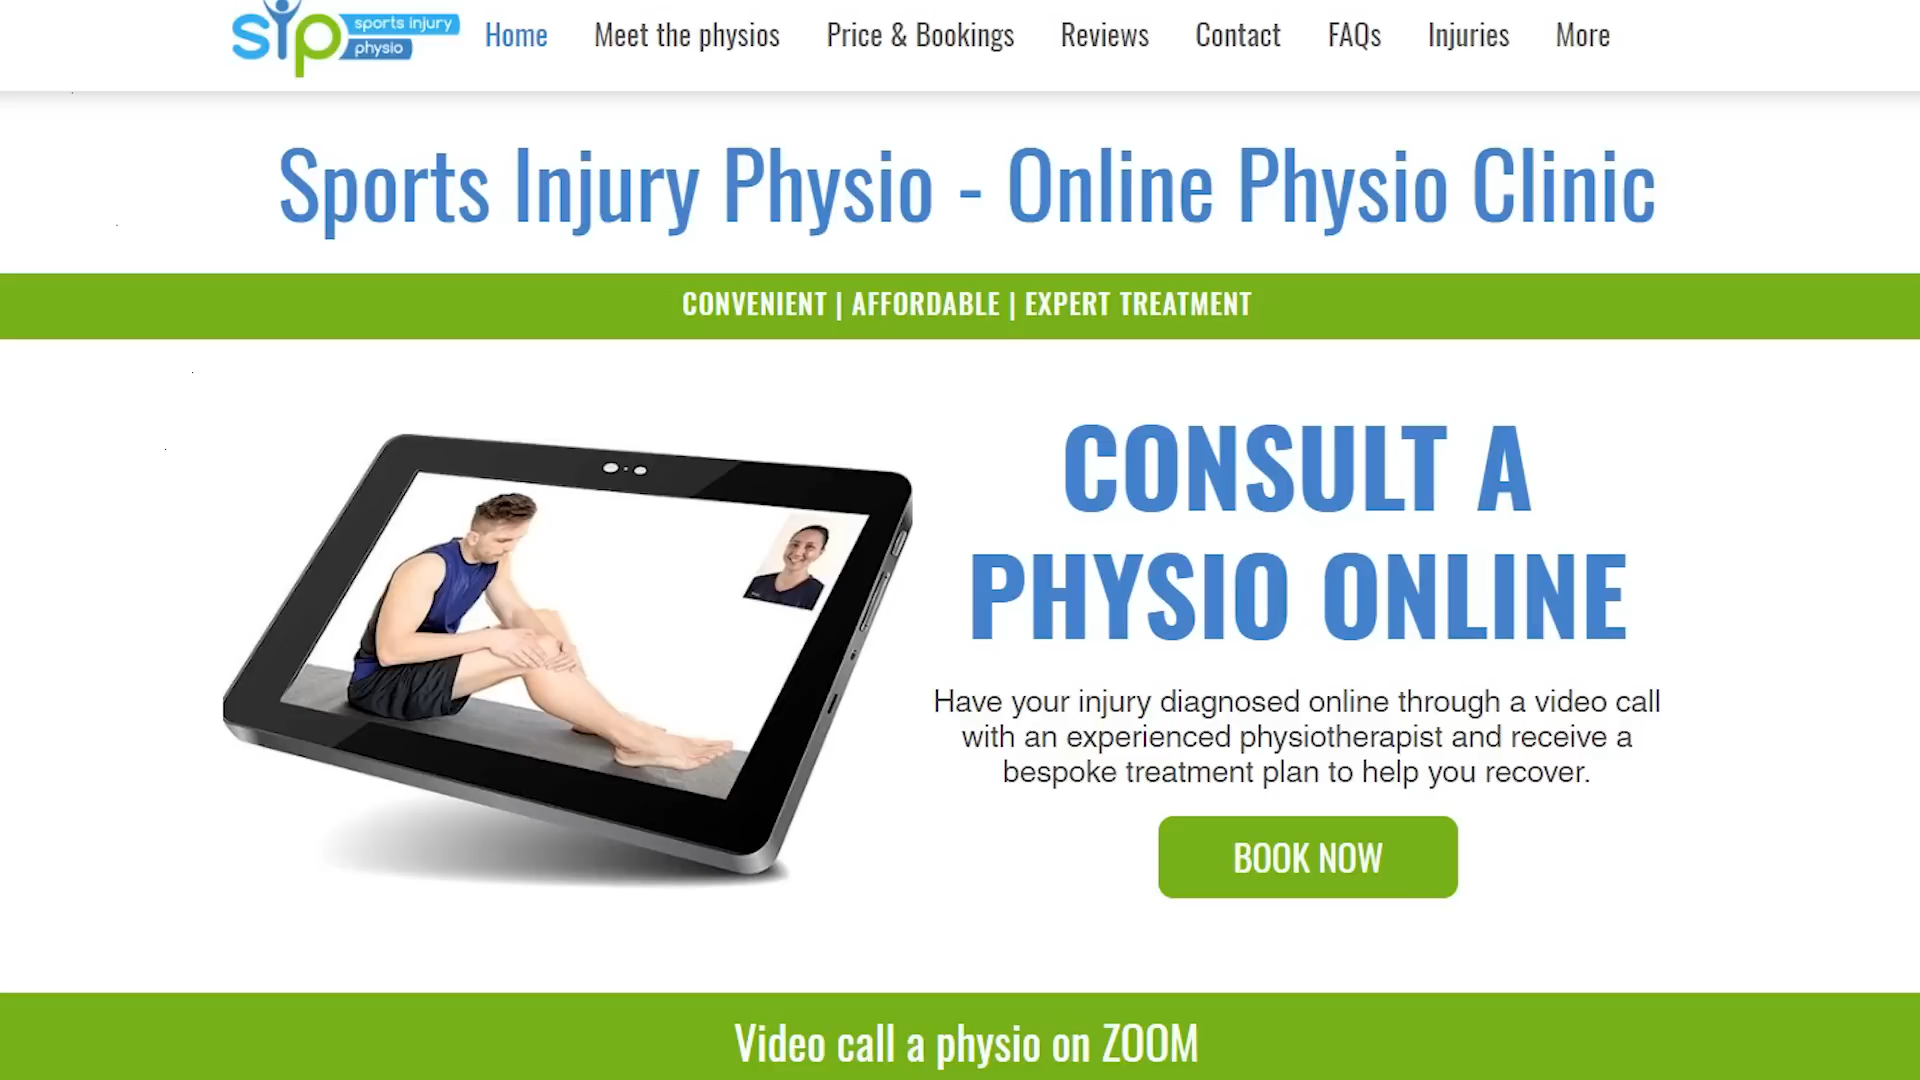 sip sports injury
physio
Home Meet the physios Price & Bookings Reviews Contact FAQs Injuries More
Sports Injury Physio - Online Physio Clinic
CONVENIENT | AFFORDABLE | EXPERT TREATMENT
CONSULT A
PHYSIO ONLINE
Have your injury diagnosed online through a video call
with an experienced physiotherapist and receive a
bespoke treatment plan to help you recover.
BOOK NOW
Video call a physio on ZOOM